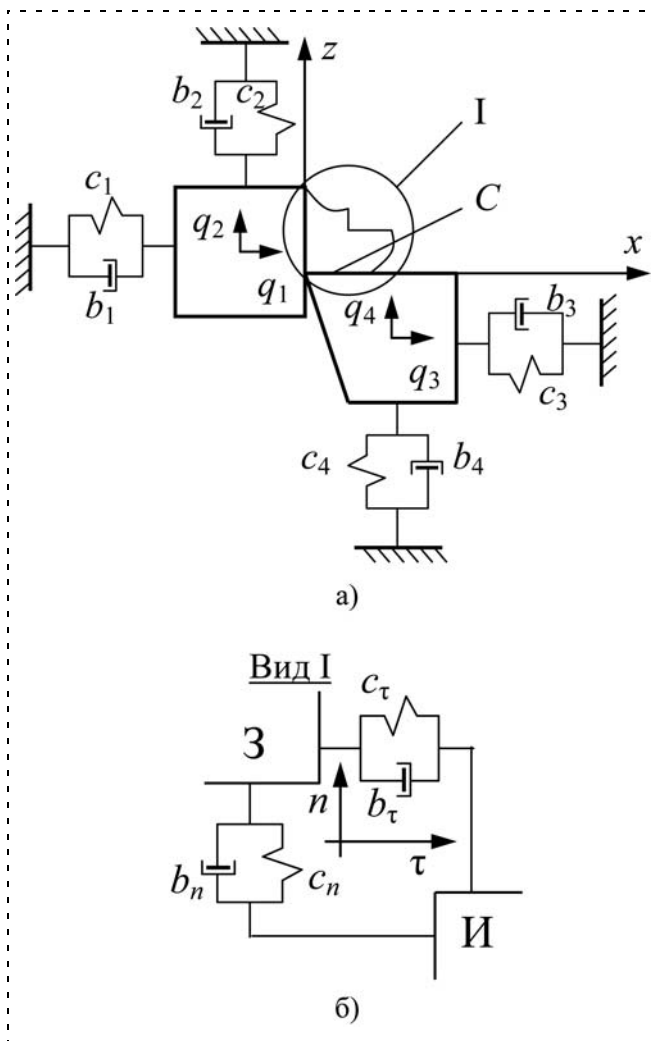 z
b₂ c₂ I
c₁ C
q₂ x
b₁ q₁ q₄ b₃
q₃ c₃
c₄ b₄
а)
Вид I
cτ
З
n bτ
τ
bₙ cₙ
И
б)